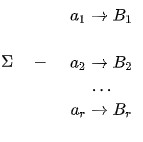 a₁ → B₁
Σ − a₂ → B₂
...
aᵣ → Bᵣ